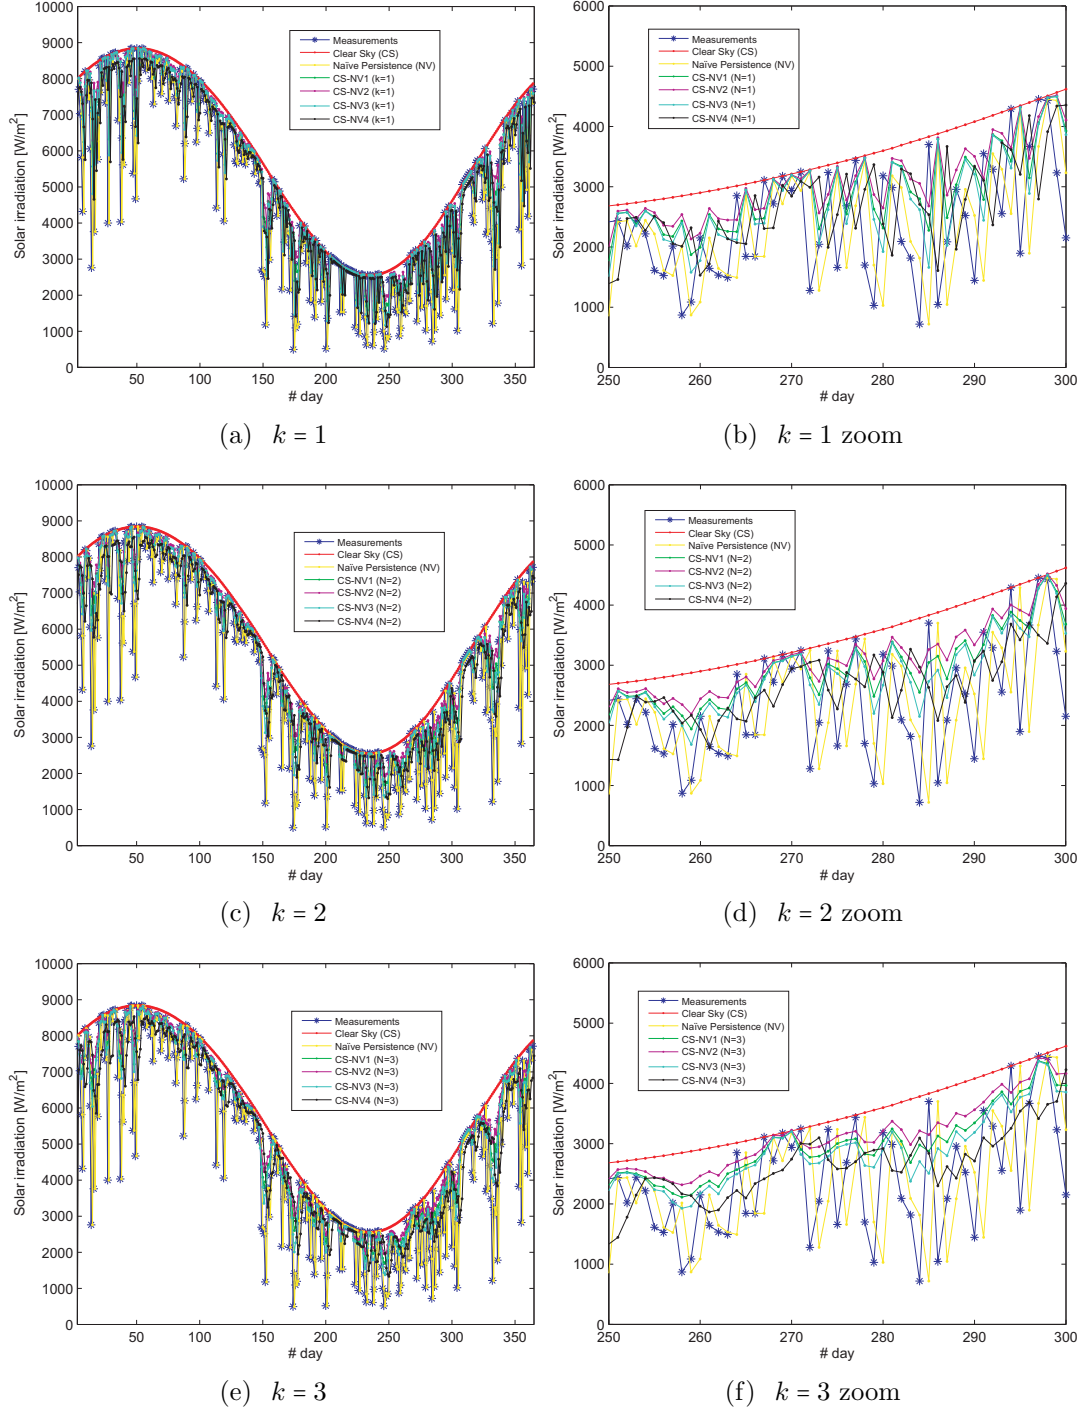 10000
9000
8000
7000
6000
5000
4000
3000
2000
1000
0
Solar irradiation [W/m²]
50 100 150 200 250 300 350
# day
Measurements
Clear Sky (CS)
Naïve Persistence (NV)
CS-NV1 (k=1)
CS-NV2 (k=1)
CS-NV3 (k=1)
CS-NV4 (k=1)
(a) k = 1
6000
5000
4000
3000
2000
1000
0
Solar irradiation [W/m²]
250 260 270 280 290 300
# day
Measurements
Clear Sky (CS)
Naïve Persistence (NV)
CS-NV1 (N=1)
CS-NV2 (N=1)
CS-NV3 (N=1)
CS-NV4 (N=1)
(b) k = 1 zoom
10000
9000
8000
7000
6000
5000
4000
3000
2000
1000
0
Solar irradiation [W/m²]
50 100 150 200 250 300 350
# day
Measurements
Clear Sky (CS)
Naïve Persistence (NV)
CS-NV1 (N=2)
CS-NV2 (N=2)
CS-NV3 (N=2)
CS-NV4 (N=2)
(c) k = 2
6000
5000
4000
3000
2000
1000
0
Solar irradiation [W/m²]
250 260 270 280 290 300
# day
Measurements
Clear Sky (CS)
Naïve Persistence (NV)
CS-NV1 (N=2)
CS-NV2 (N=2)
CS-NV3 (N=2)
CS-NV4 (N=2)
(d) k = 2 zoom
10000
9000
8000
7000
6000
5000
4000
3000
2000
1000
0
Solar irradiation [W/m²]
50 100 150 200 250 300 350
# day
Measurements
Clear Sky (CS)
Naïve Persistence (NV)
CS-NV1 (N=3)
CS-NV2 (N=3)
CS-NV3 (N=3)
CS-NV4 (N=3)
(e) k = 3
6000
5000
4000
3000
2000
1000
0
Solar irradiation [W/m²]
250 260 270 280 290 300
# day
Measurements
Clear Sky (CS)
Naïve Persistence (NV)
CS-NV1 (N=3)
CS-NV2 (N=3)
CS-NV3 (N=3)
CS-NV4 (N=3)
(f) k = 3 zoom